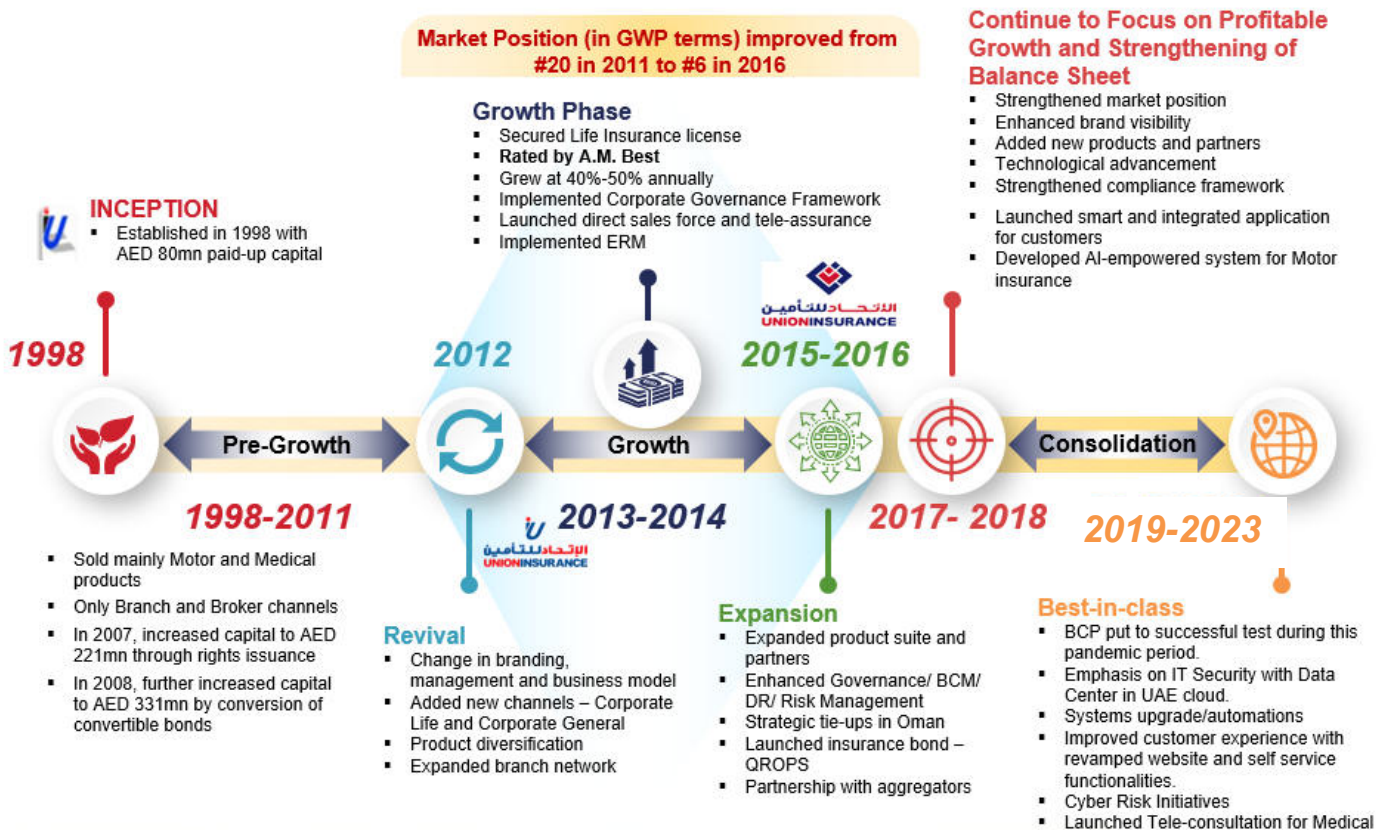 Market Position (in GWP terms) improved from
#20 in 2011 to #6 in 2016
Continue to Focus on Profitable
Growth and Strengthening of
Balance Sheet
▪ Strengthened market position
▪ Enhanced brand visibility
▪ Added new products and partners
▪ Technological advancement
▪ Strengthened compliance framework
▪ Launched smart and integrated application
for customers
▪ Developed AI-empowered system for Motor
insurance
Growth Phase
▪ Secured Life Insurance license
▪ Rated by A.M. Best
▪ Grew at 40%-50% annually
▪ Implemented Corporate Governance Framework
▪ Launched direct sales force and tele-assurance
▪ Implemented ERM
INCEPTION
▪ Established in 1998 with
AED 80mn paid-up capital
الاتحاد للتأمين
UNIONINSURANCE
1998
2012
2015-2016
Pre-Growth
Growth
Consolidation
1998-2011
2013-2014
2017- 2018
2019-2023
الاتحاد للتأمين
UNIONINSURANCE
▪ Sold mainly Motor and Medical
products
▪ Only Branch and Broker channels
▪ In 2007, increased capital to AED
221mn through rights issuance
▪ In 2008, further increased capital
to AED 331mn by conversion of
convertible bonds
Revival
▪ Change in branding,
management and business model
▪ Added new channels – Corporate
Life and Corporate General
▪ Product diversification
▪ Expanded branch network
Expansion
▪ Expanded product suite and
partners
▪ Enhanced Governance/ BCM/
DR/ Risk Management
▪ Strategic tie-ups in Oman
▪ Launched insurance bond –
QROPS
▪ Partnership with aggregators
Best-in-class
▪ BCP put to successful test during this
pandemic period.
▪ Emphasis on IT Security with Data
Center in UAE cloud.
▪ Systems upgrade/automations
▪ Improved customer experience with
revamped website and self service
functionalities.
▪ Cyber Risk Initiatives
▪ Launched Tele-consultation for Medical